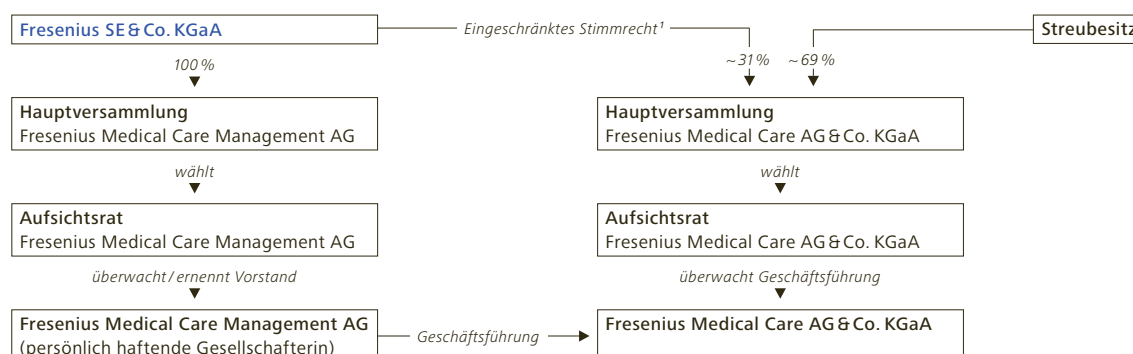 Fresenius SE & Co. KGaA
Eingeschränktes Stimmrecht¹
Streubesitz
100 %
~31 %
~69 %
Hauptversammlung
Fresenius Medical Care Management AG
Hauptversammlung
Fresenius Medical Care AG & Co. KGaA
wählt
wählt
Aufsichtsrat
Fresenius Medical Care Management AG
Aufsichtsrat
Fresenius Medical Care AG & Co. KGaA
überwacht / ernennt Vorstand
überwacht Geschäftsführung
Fresenius Medical Care Management AG
(persönlich haftende Gesellschafterin)
Geschäftsführung
Fresenius Medical Care AG & Co. KGaA